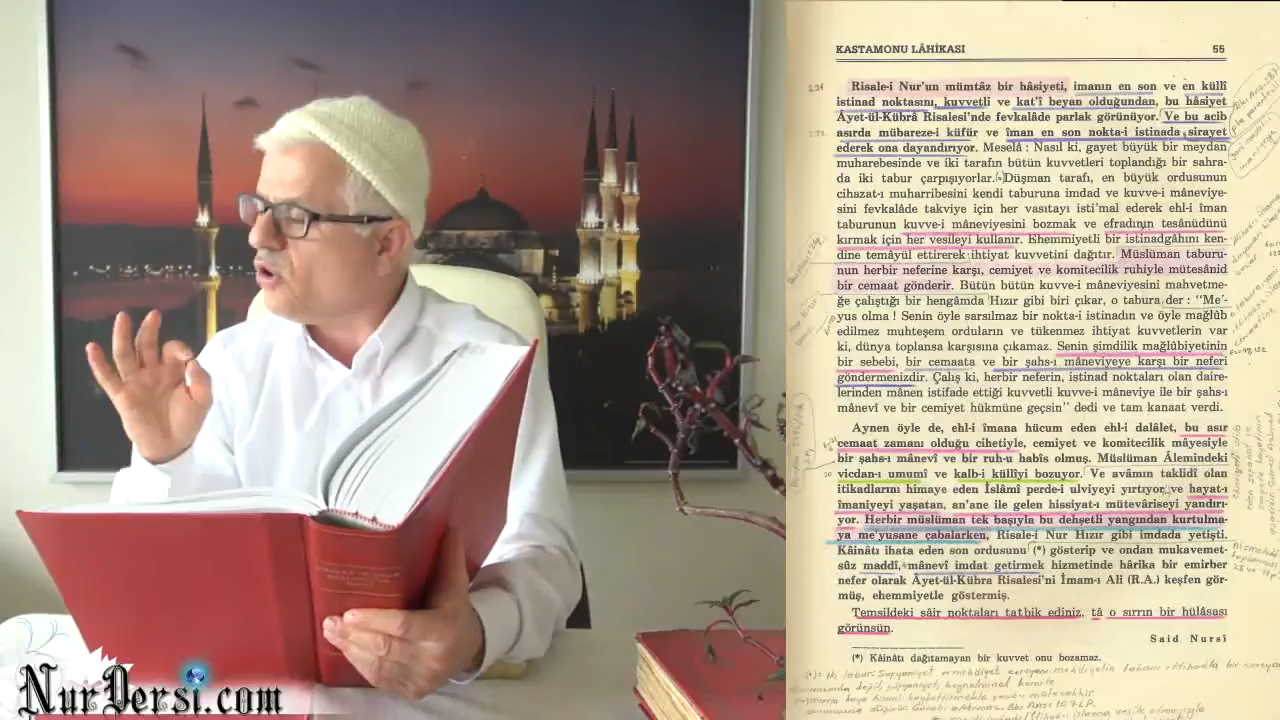 KASTAMONU LÂHİKASI 55
Risale-i Nur'un mümtâz bir hâsiyeti, imanın en son ve en küllî
istinad noktasını, kuvvetli ve kat'î beyan olduğundan, bu hâsiyet
Âyet-ül-Kübrâ Risalesi'nde fevkalâde parlak görünüyor. Ve bu acib
asırda mübareze-i küfür ve îman en son nokta-i istinada sirayet
ederek ona dayandırıyor. Meselâ: Nasıl ki, gayet büyük bir meydan
muharebesinde ve iki tarafın bütün kuvvetleri toplandığı bir sahra-
da iki tabur çarpışıyorlar. Düşman tarafı, en büyük ordusunun
cihazat-ı muharribesini kendi taburuna imdad ve kuvve-i mâneviye-
sini fevkalâde takviye için her vasıtayı isti'mal ederek ehl-i îman
taburunun kuvve-i mâneviyesini bozmak ve efradının tesânüdünü
kırmak için her vesileyi kullanır. Ehemmiyetli bir istinadgâhını ken-
dine temâyül ettirerek ihtiyat kuvvetini dağıtır. Müslüman taburu-
nun herbir neferine karşı, cemiyet ve komitecilik ruhiyle mütesânid
bir cemaat gönderir. Bütün bütün kuvve-i mâneviyesini mahvetme-
ğe çalıştığı bir hengâmda Hızır gibi biri çıkar, o tabura der: "Me'-
yus olma! Senin öyle sarsılmaz bir nokta-i istinadın ve öyle mağlûb
edilmez muhteşem orduların ve tükenmez ihtiyat kuvvetlerin var
ki, dünya toplansa karşısına çıkamaz. Senin şimdilik mağlûbiyetinin
bir sebebi, bir cemaata ve bir şahs-ı mâneviyeye karşı bir neferi
göndermenizdir. Çalış ki, herbir neferin, istinad noktaları olan daire-
lerinden mânen istifade ettiği kuvvetli kuvve-i mâneviye ile bir şahs-ı
mânevî ve bir cemiyet hükmüne geçsin" dedi ve tam kanaat verdi.
Aynen öyle de, ehl-i îmana hücum eden ehl-i dalâlet, bu asır
cemaat zamanı olduğu cihetiyle, cemiyet ve komitecilik mâyesiyle
bir şahs-ı mânevî ve bir ruh-u habîs olmuş. Müslüman Âlemindeki
vicdan-ı umumî ve kalb-i küllîyi bozuyor. Ve avâmın taklidî olan
itikadlarını himaye eden İslâmî perde-i ulviyeyi yırtıyor ve hayat-ı
îmaniyeyi yaşatan, an'ane ile gelen hissiyat-ı mütevâriseyi yandırı-
yor. Herbir müslüman tek başıyla bu dehşetli yangından kurtulma-
ya me'yusane çabalarken, Risale-i Nur Hızır gibi imdada yetişti.
Kâinatı ihata eden son ordusunu (*) gösterip ve ondan mukavemet-
sûz maddî, mânevî imdat getirmek hizmetinde hârika bir emirber
nefer olarak Âyet-ül-Kübra Risalesi'ni İmam-ı Ali (R.A.) keşfen gör-
müş, ehemmiyetle göstermiş.
Temsildeki sâir noktaları tatbik ediniz, tâ o sırrın bir hülâsası
görünsün.
Said Nursî
(*) Kâinatı dağıtamayan bir kuvvet onu bozamaz.
NurDersi.com